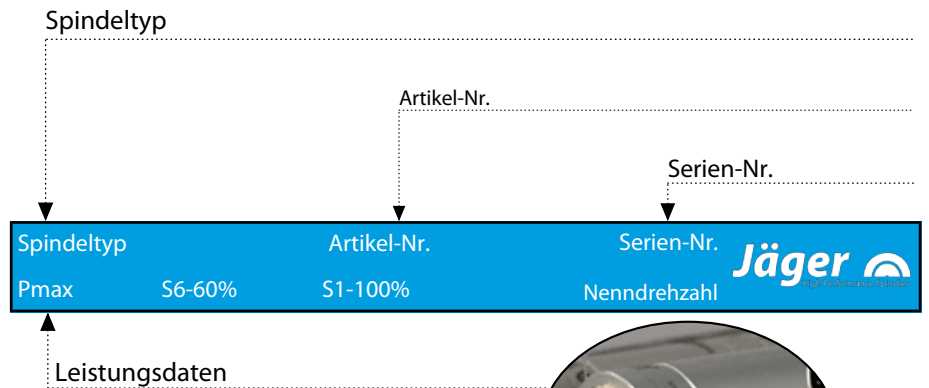 Spindeltyp
Artikel-Nr.
Serien-Nr.
Spindeltyp Artikel-Nr. Serien-Nr.
Jäger
Pmax S6-60% S1-100% Nenndrehzahl
Leistungsdaten